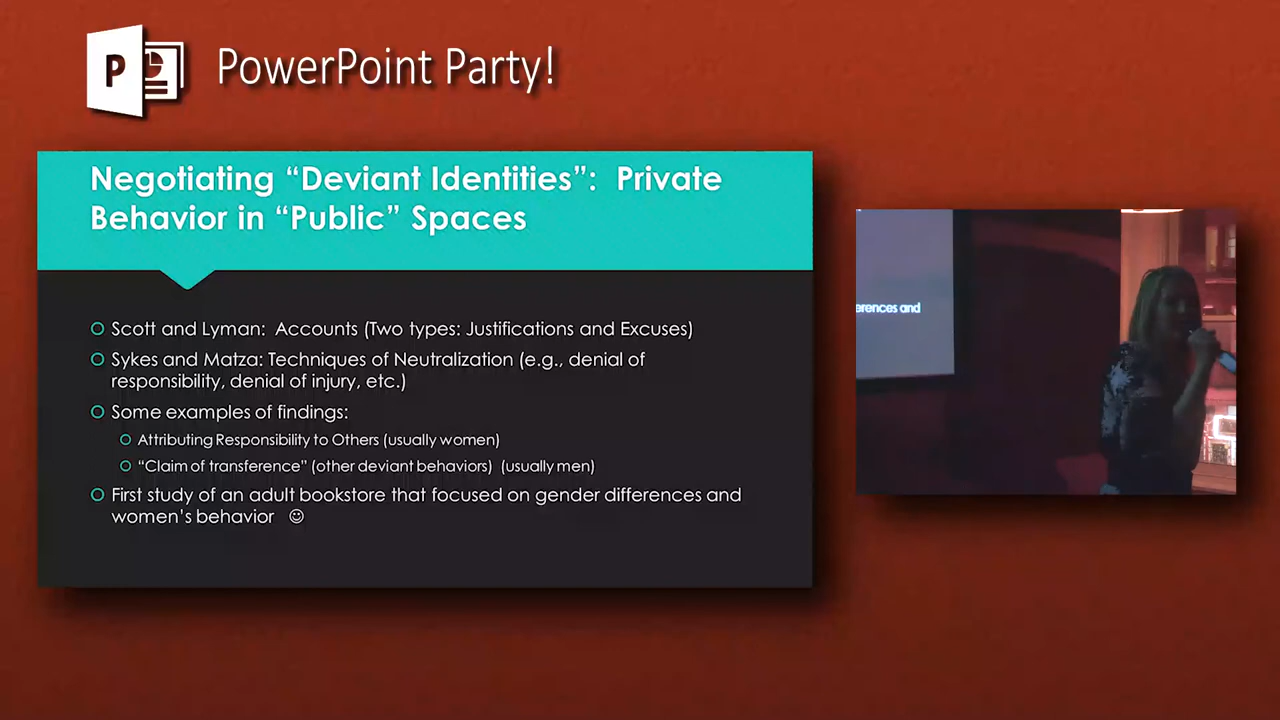 P
PowerPoint Party!
Negotiating “Deviant Identities”:  Private
Behavior in “Public” Spaces
Scott and Lyman:  Accounts (Two types: Justifications and Excuses)
Sykes and Matza: Techniques of Neutralization (e.g., denial of
responsibility, denial of injury, etc.)
Some examples of findings:
Attributing Responsibility to Others (usually women)
“Claim of transference” (other deviant behaviors)  (usually men)
First study of an adult bookstore that focused on gender differences and
women’s behavior ☺
erences and